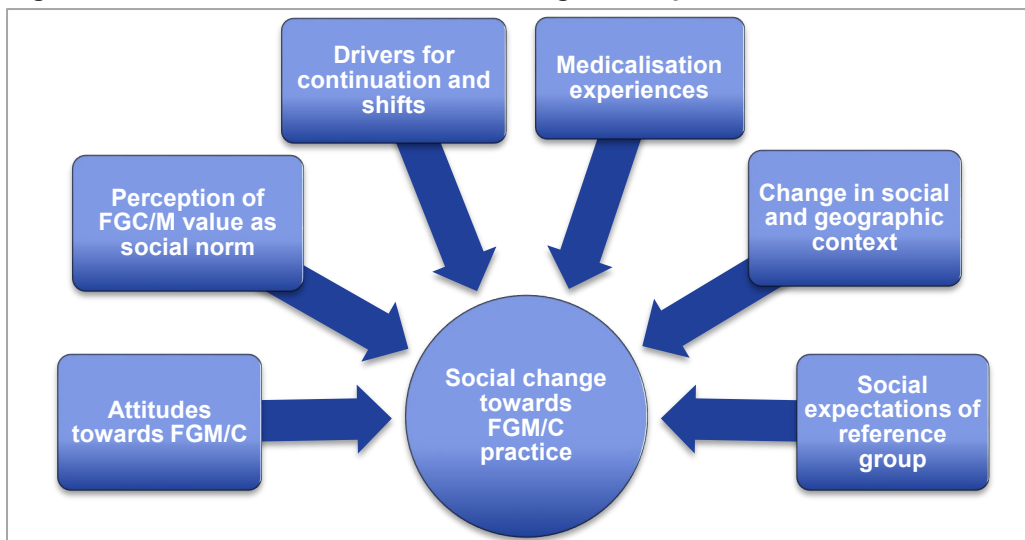 Drivers for
continuation and
shifts
Medicalisation
experiences
Perception of
FGC/M value as
social norm
Change in social
and geographic
context
Attitudes
towards FGM/C
Social change
towards
FGM/C
practice
Social
expectations of
reference
group